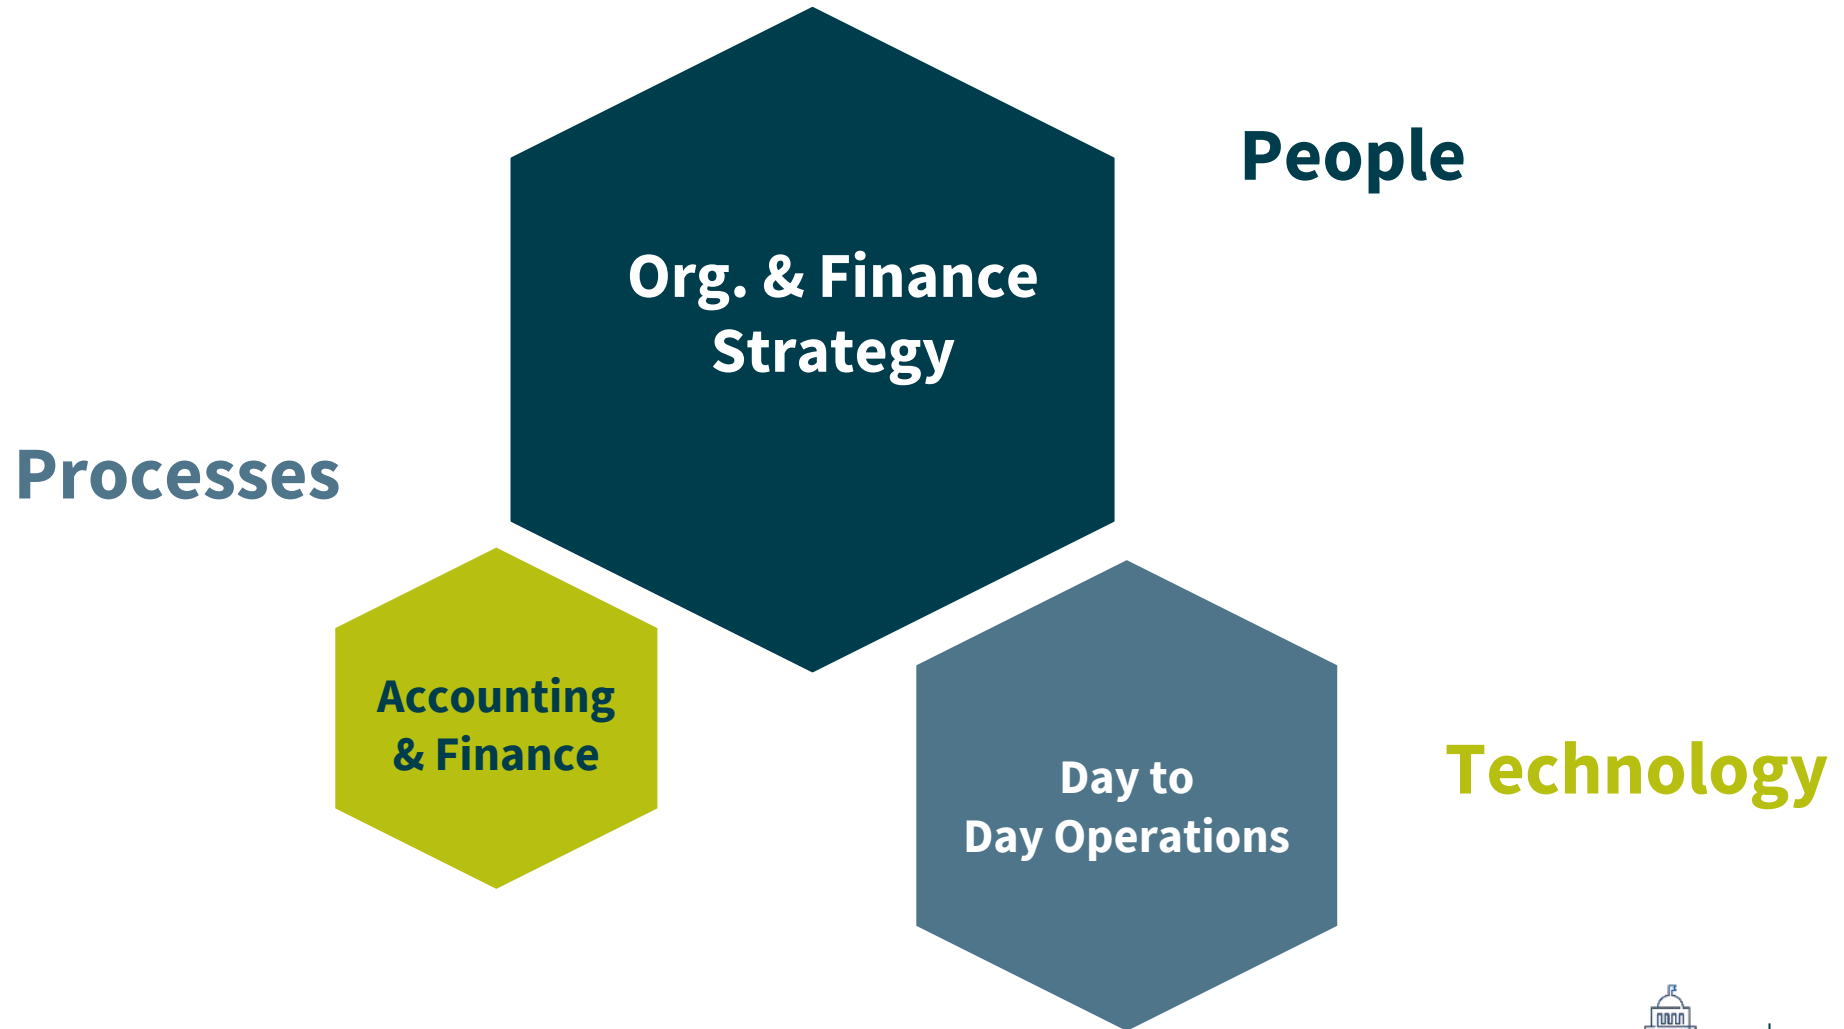 People
Org. & Finance
Strategy
Processes
Accounting
& Finance
Day to
Day Operations
Technology